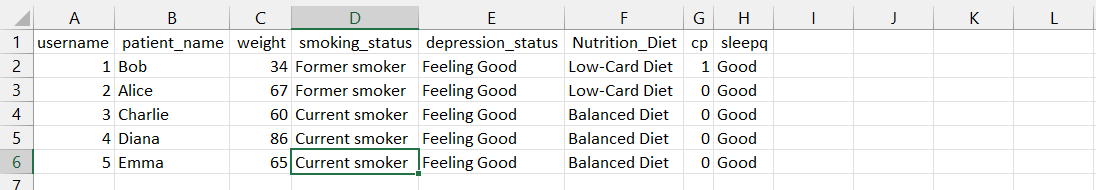 A B C D E F G H I J K L
1 username patient_name weight smoking_status depression_status Nutrition_Diet cp sleepq
2 1 Bob 34 Former smoker Feeling Good Low-Card Diet 1 Good
3 2 Alice 67 Former smoker Feeling Good Low-Card Diet 0 Good
4 3 Charlie 60 Current smoker Feeling Good Balanced Diet 0 Good
5 4 Diana 86 Current smoker Feeling Good Balanced Diet 0 Good
6 5 Emma 65 Current smoker Feeling Good Balanced Diet 0 Good
7